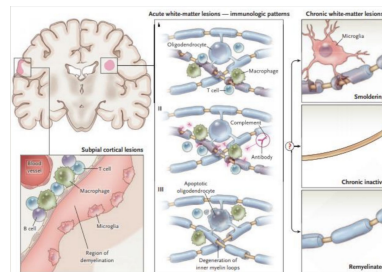 Acute white-matter lesions — immunologic patterns
Chronic white-matter lesions
I
Oligodendrocyte
Macrophage
T cell
Microglia
Smoldering
II
Complement
Antibody
?
Chronic inactiv
Subpial cortical lesions
Blood
vessel
T cell
Macrophage
Microglia
B cell
Region of
demyelination
III
Apoptotic
oligodendrocyte
Degeneration of
inner myelin loops
Remyelinate